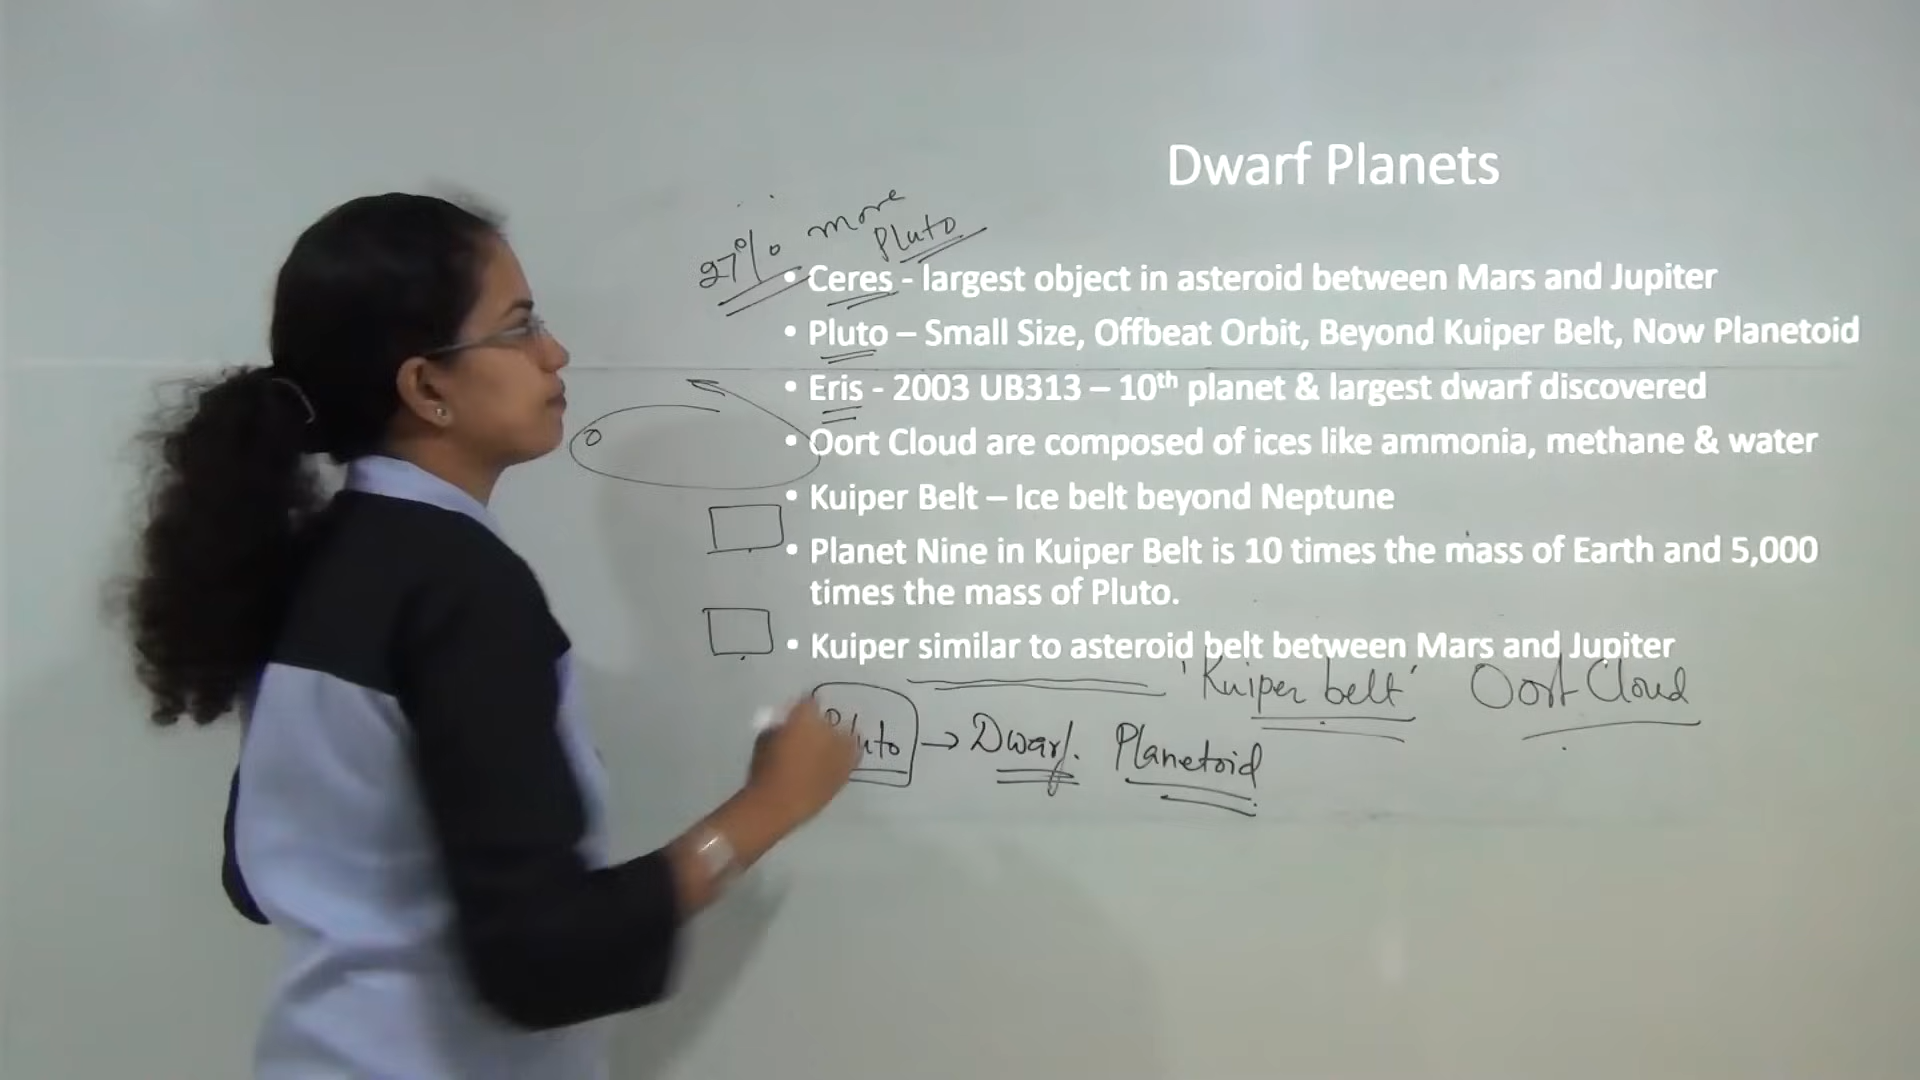 Dwarf Planets
27% more
Pluto
• Ceres - largest object in asteroid between Mars and Jupiter
• Pluto – Small Size, Offbeat Orbit, Beyond Kuiper Belt, Now Planetoid
• Eris - 2003 UB313 – 10th planet & largest dwarf discovered
• Oort Cloud are composed of ices like ammonia, methane & water
• Kuiper Belt – Ice belt beyond Neptune
• Planet Nine in Kuiper Belt is 10 times the mass of Earth and 5,000
times the mass of Pluto.
• Kuiper similar to asteroid belt between Mars and Jupiter
'Kuiper belt' Oort Cloud
Pluto → Dwarf. Planetoid